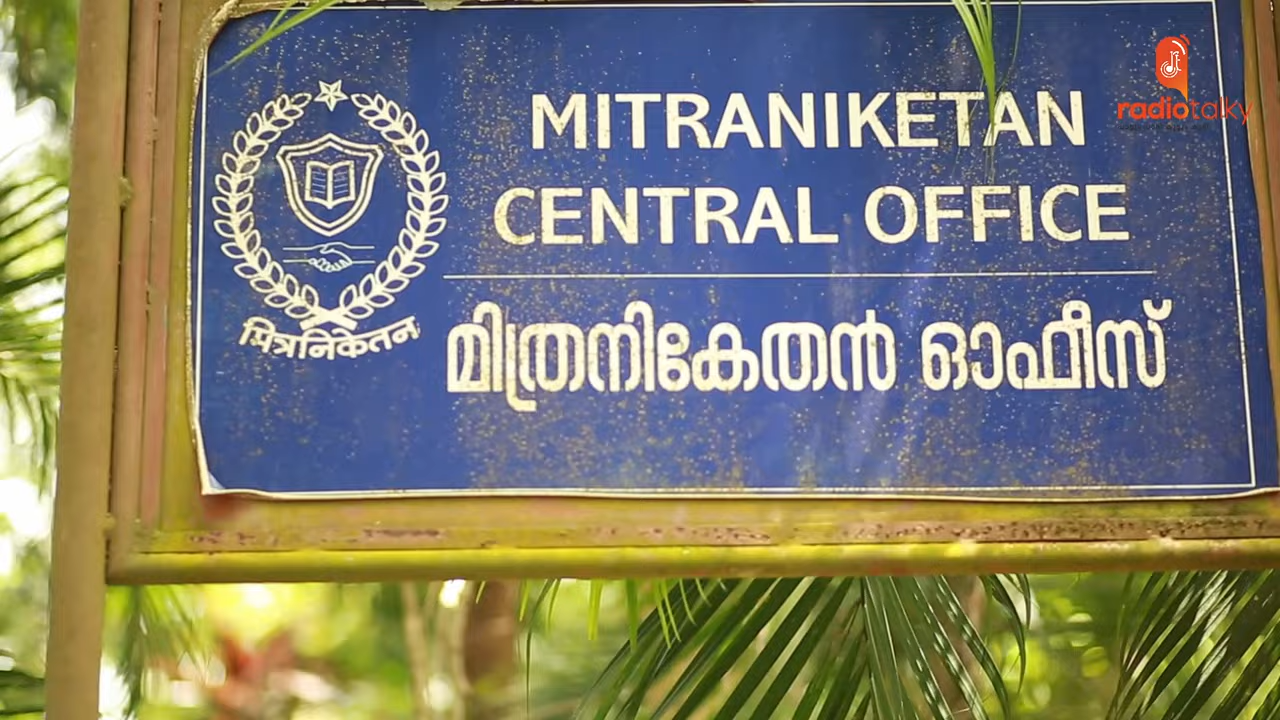 radiotalky
MITRANIKETAN
CENTRAL OFFICE
मित्रनिकेतन
മിത്രനികേതൻ ഓഫീസ്